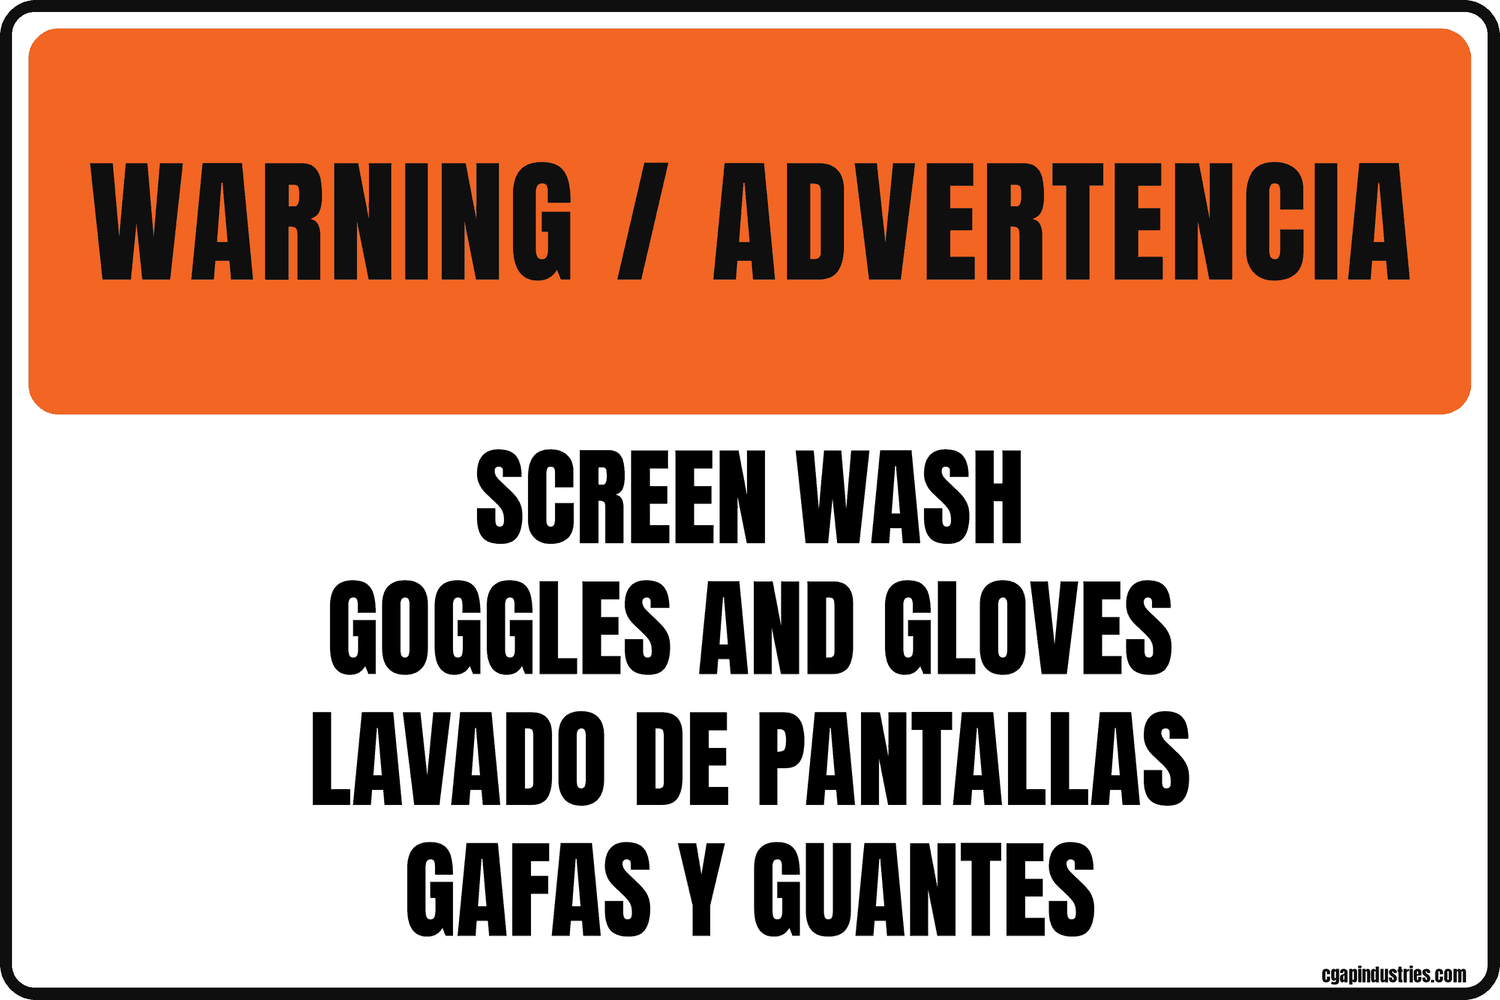 WARNING / ADVERTENCIA
SCREEN WASH
GOGGLES AND GLOVES
LAVADO DE PANTALLAS
GAFAS Y GUANTES
cgapindustries.com